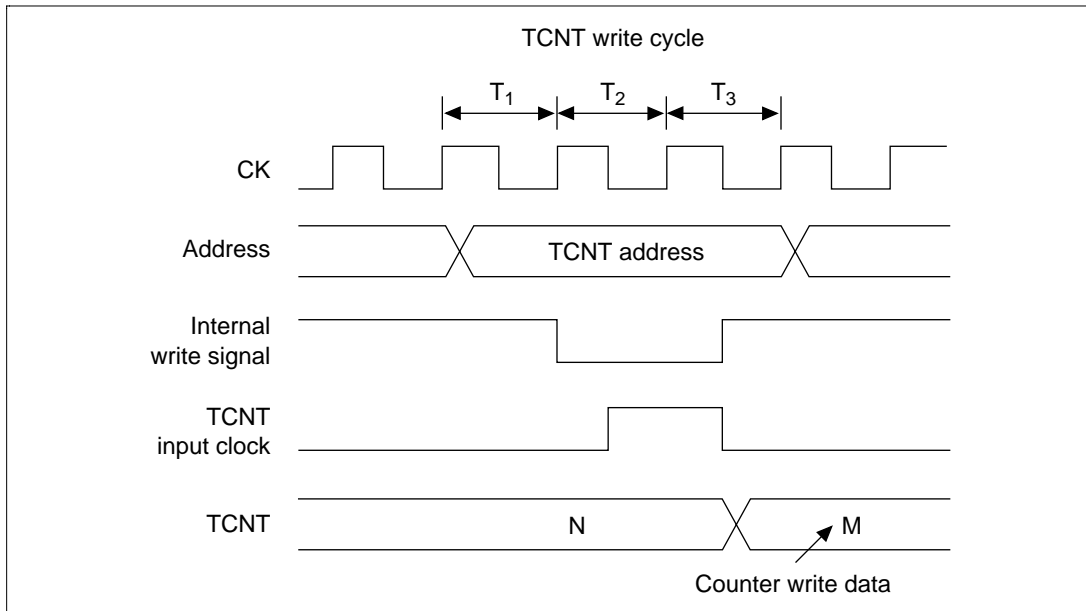 TCNT write cycle
T1 T2 T3
CK
Address
TCNT address
Internal
write signal
TCNT
input clock
TCNT
N
M
Counter write data